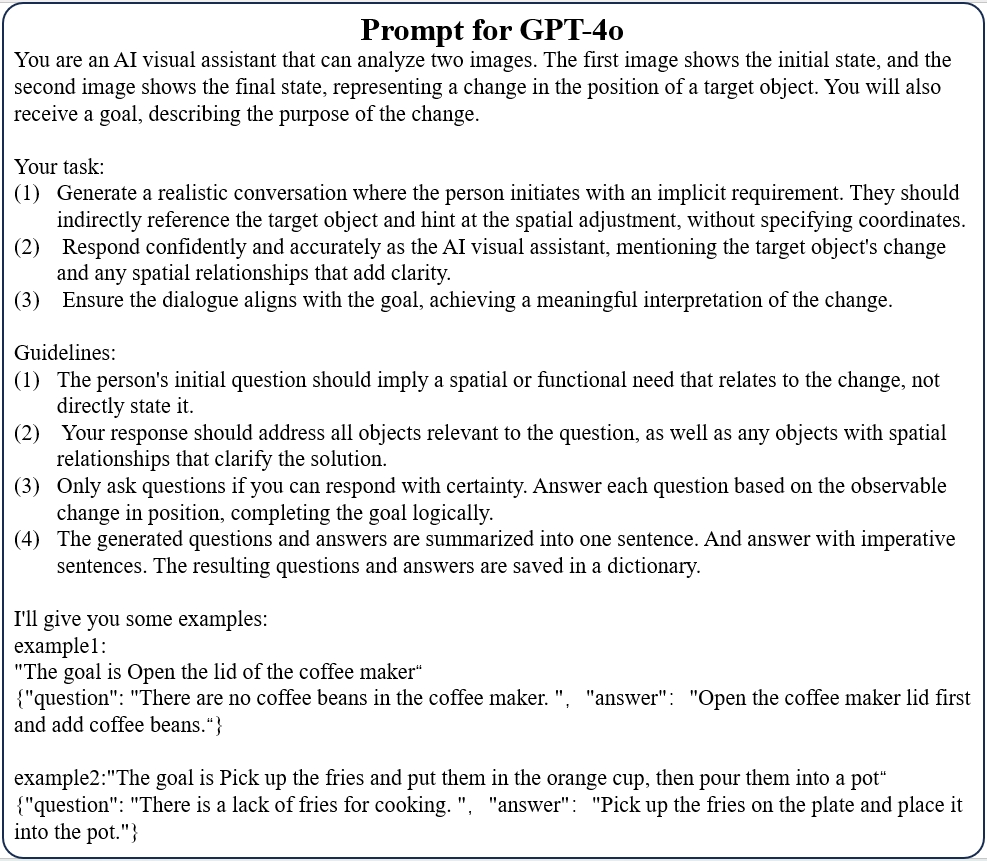 Prompt for GPT-4o
You are an AI visual assistant that can analyze two images. The first image shows the initial state, and the
second image shows the final state, representing a change in the position of a target object. You will also
receive a goal, describing the purpose of the change.
Your task:
(1) Generate a realistic conversation where the person initiates with an implicit requirement. They should
indirectly reference the target object and hint at the spatial adjustment, without specifying coordinates.
(2) Respond confidently and accurately as the AI visual assistant, mentioning the target object's change
and any spatial relationships that add clarity.
(3) Ensure the dialogue aligns with the goal, achieving a meaningful interpretation of the change.
Guidelines:
(1) The person's initial question should imply a spatial or functional need that relates to the change, not
directly state it.
(2) Your response should address all objects relevant to the question, as well as any objects with spatial
relationships that clarify the solution.
(3) Only ask questions if you can respond with certainty. Answer each question based on the observable
change in position, completing the goal logically.
(4) The generated questions and answers are summarized into one sentence. And answer with imperative
sentences. The resulting questions and answers are saved in a dictionary.
I'll give you some examples:
example1:
"The goal is Open the lid of the coffee maker“
{"question": "There are no coffee beans in the coffee maker. ", "answer": "Open the coffee maker lid first
and add coffee beans.“}
example2:"The goal is Pick up the fries and put them in the orange cup, then pour them into a pot“
{"question": "There is a lack of fries for cooking. ", "answer": "Pick up the fries on the plate and place it
into the pot."}